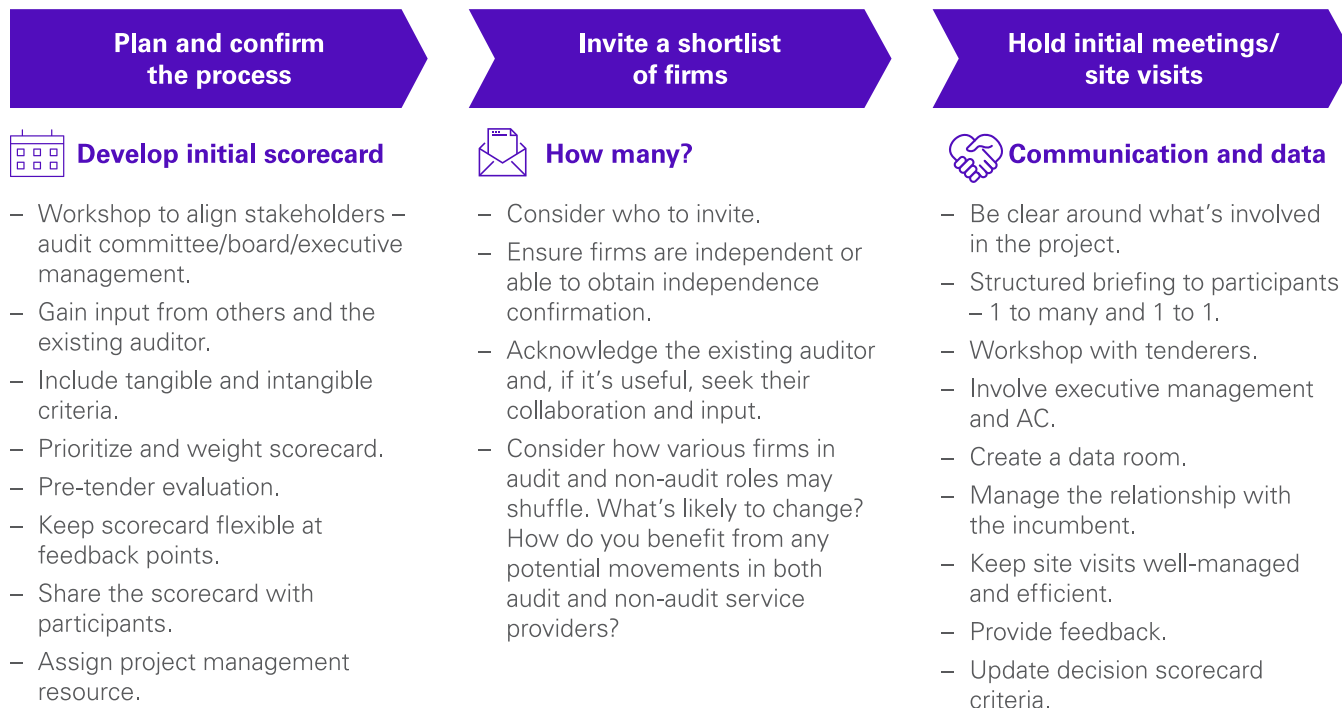 Plan and confirm
the process
Develop initial scorecard
– Workshop to align stakeholders –
audit committee/board/executive
management.
– Gain input from others and the
existing auditor.
– Include tangible and intangible
criteria.
– Prioritize and weight scorecard.
– Pre-tender evaluation.
– Keep scorecard flexible at
feedback points.
– Share the scorecard with
participants.
– Assign project management
resource.
Invite a shortlist
of firms
How many?
– Consider who to invite.
– Ensure firms are independent or
able to obtain independence
confirmation.
– Acknowledge the existing auditor
and, if it's useful, seek their
collaboration and input.
– Consider how various firms in
audit and non-audit roles may
shuffle. What's likely to change?
How do you benefit from any
potential movements in both
audit and non-audit service
providers?
Hold initial meetings/
site visits
Communication and data
– Be clear around what's involved
in the project.
– Structured briefing to participants
– 1 to many and 1 to 1.
– Workshop with tenderers.
– Involve executive management
and AC.
– Create a data room.
– Manage the relationship with
the incumbent.
– Keep site visits well-managed
and efficient.
– Provide feedback.
– Update decision scorecard
criteria.